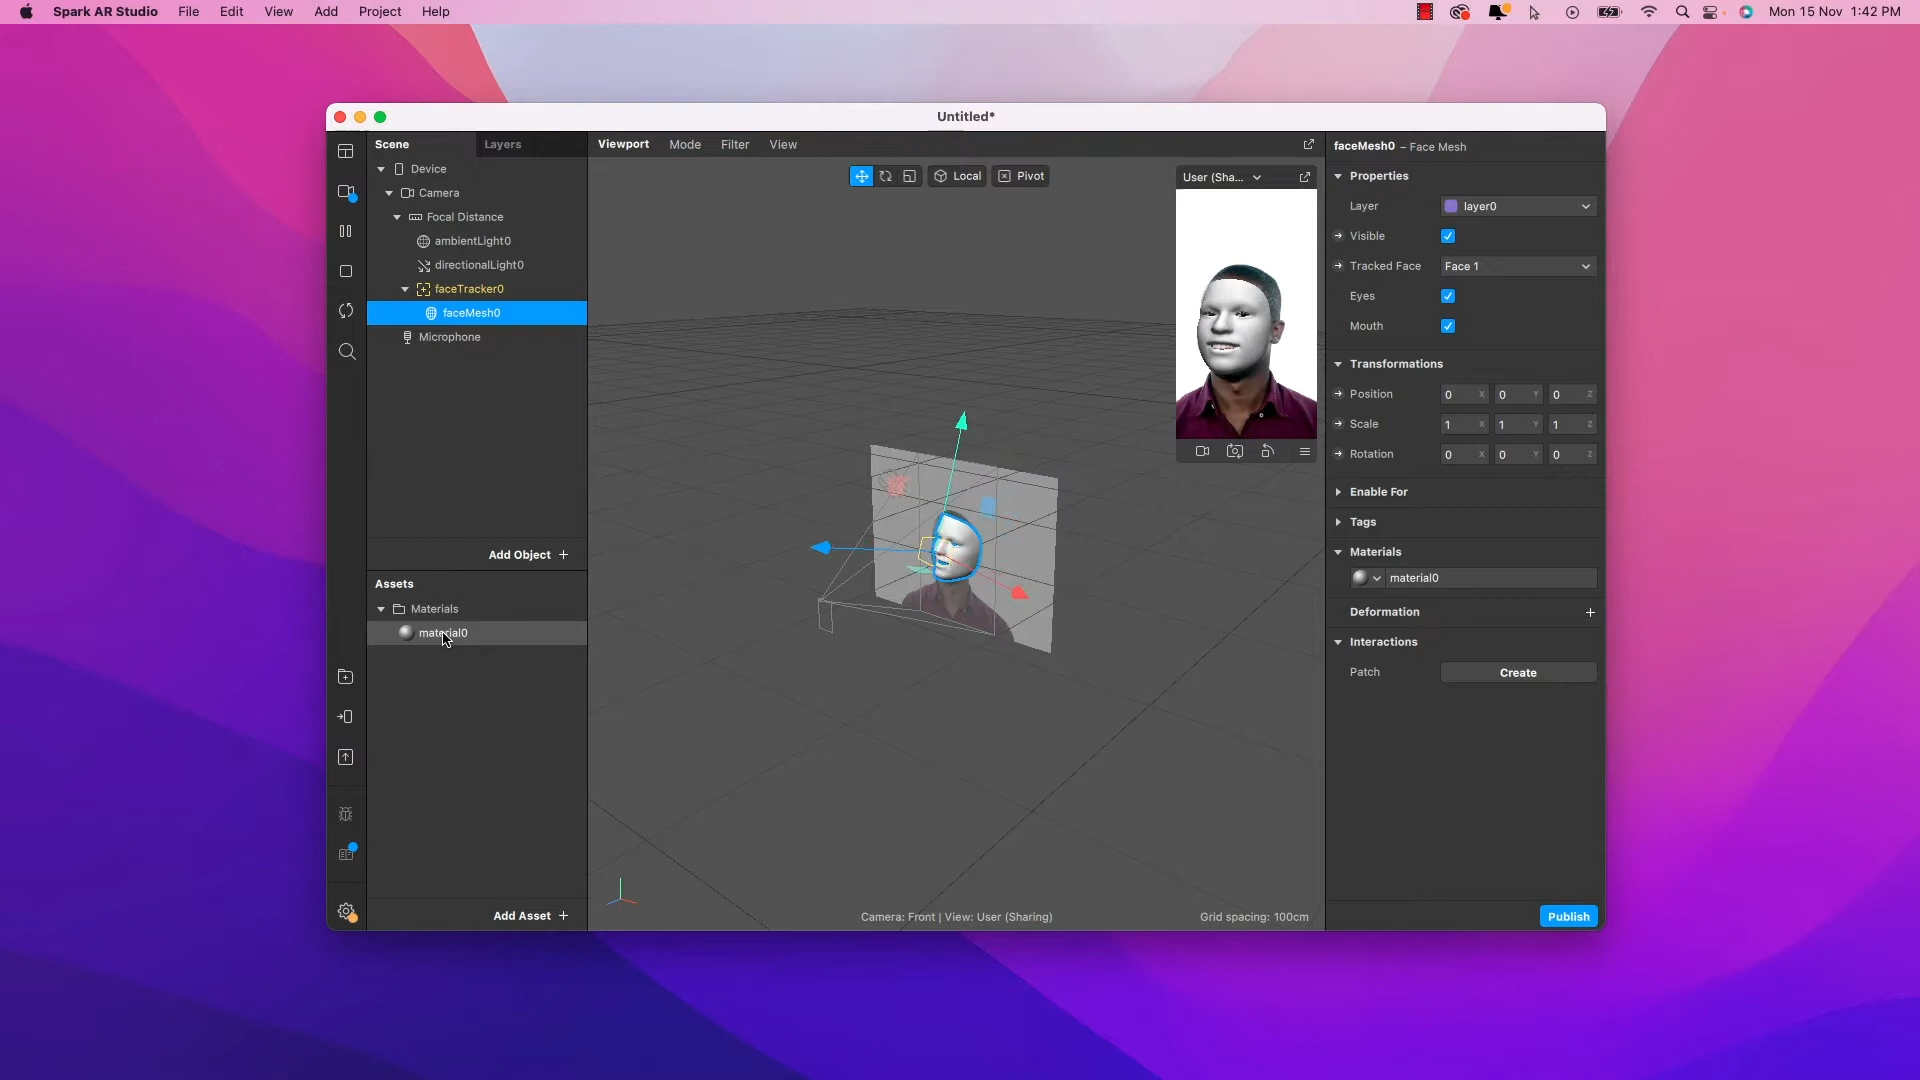 Spark AR Studio File Edit View Add Project Help Mon 15 Nov 1:42 PM
Untitled*
Scene Layers
Device
Camera
Focal Distance
ambientLight0
directionalLight0
faceTracker0
faceMesh0
Microphone
Add Object +
Assets
Materials
material0
Add Asset +
Viewport Mode Filter View
Local Pivot
User (Sha...
Camera: Front | View: User (Sharing)
Grid spacing: 100cm
faceMesh0 – Face Mesh
Properties
Layer layer0
Visible
Tracked Face Face 1
Eyes
Mouth
Transformations
Position 0 X 0 Y 0 Z
Scale 1 X 1 Y 1 Z
Rotation 0 X 0 Y 0 Z
Enable For
Tags
Materials
material0
Deformation +
Interactions
Patch Create
Publish